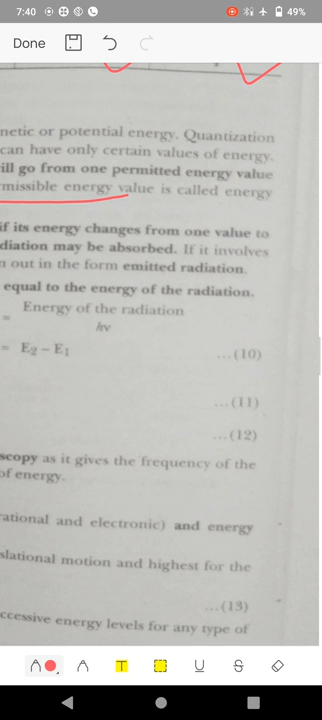 7:40
49%
Done
netic or potential energy. Quantization
can have only certain values of energy.
ill go from one permitted energy value
missible energy value is called energy
if its energy changes from one value to
diation may be absorbed. If it involves
n out in the form emitted radiation.
equal to the energy of the radiation.
= Energy of the radiation
hν
= E₂ – E₁ ...(10)
...(11)
...(12)
scopy as it gives the frequency of the
of energy.
rational and electronic) and energy
slational motion and highest for the
...(13)
ccessive energy levels for any type of
T U S